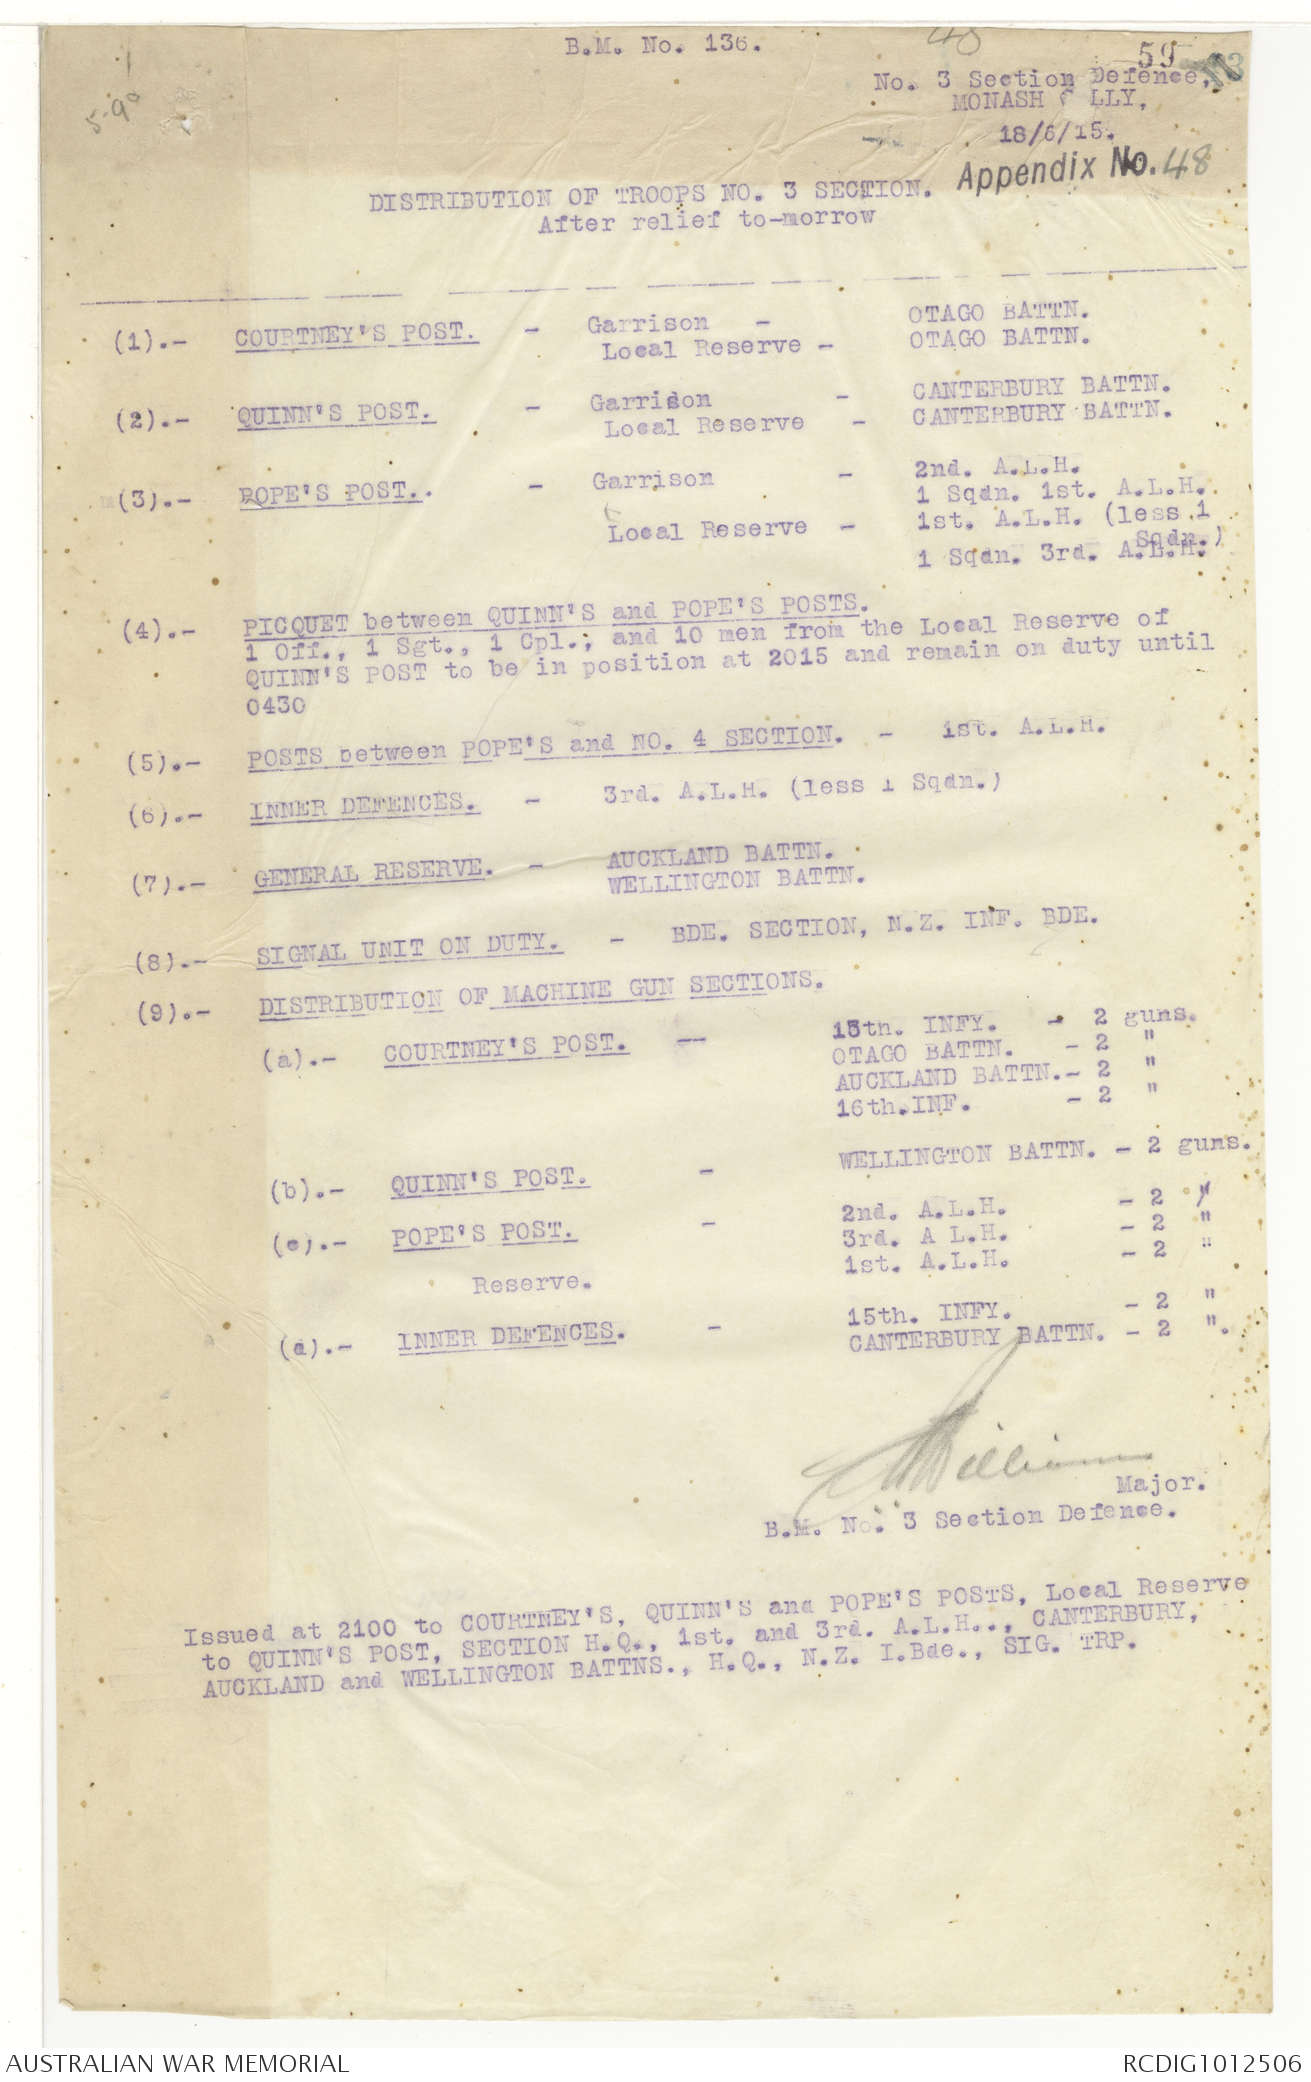 B.M. No. 136.
40
59
No. 3 Section Defence,
MONASH LLY,
18/6/15.
Appendix No. 48
DISTRIBUTION OF TROOPS NO. 3 SECTION.
After relief to-morrow
(1).- COURTNEY'S POST. - Garrison - OTAGO BATTN.
Local Reserve - OTAGO BATTN.
(2).- QUINN'S POST. - Garrison - CANTERBURY BATTN.
Local Reserve - CANTERBURY BATTN.
(3).- POPE'S POST.. - Garrison - 2nd. A.L.H.
1 Sqdn. 1st. A.L.H.
Local Reserve - 1st. A.L.H. (less 1
Sqdn.)
1 Sqdn. 3rd. A.L.H.
(4).- PICQUET between QUINN'S and POPE'S POSTS.
1 Off., 1 Sgt., 1 Cpl., and 10 men from the Local Reserve of
QUINN'S POST to be in position at 2015 and remain on duty until
0430
(5).- POSTS between POPE'S and NO. 4 SECTION. - 1st. A.L.H.
(6).- INNER DEFENCES. - 3rd. A.L.H. (less 1 Sqdn.)
(7).- GENERAL RESERVE. - AUCKLAND BATTN.
WELLINGTON BATTN.
(8).- SIGNAL UNIT ON DUTY. - BDE. SECTION, N.Z. INF. BDE.
(9).- DISTRIBUTION OF MACHINE GUN SECTIONS.
(a).- COURTNEY'S POST. -- 13th. INFY. - 2 guns.
OTAGO BATTN. - 2 "
AUCKLAND BATTN.- 2 "
16th.INF. - 2 "
(b).- QUINN'S POST. - WELLINGTON BATTN. - 2 guns.
(c).- POPE'S POST. - 2nd. A.L.H. - 2 "
3rd. A L.H. - 2 "
Reserve. 1st. A.L.H. - 2 "
(d).- INNER DEFENCES. - 15th. INFY. - 2 "
CANTERBURY BATTN. - 2 ".
Williams
Major.
B.M. No. 3 Section Defence.
Issued at 2100 to COURTNEY'S, QUINN'S and POPE'S POSTS, Local Reserve
to QUINN'S POST, SECTION H.Q., 1st. and 3rd. A.L.H.., CANTERBURY,
AUCKLAND and WELLINGTON BATTNS., H.Q., N.Z. I.Bde., SIG. TRP.
AUSTRALIAN WAR MEMORIAL
RCDIG1012506